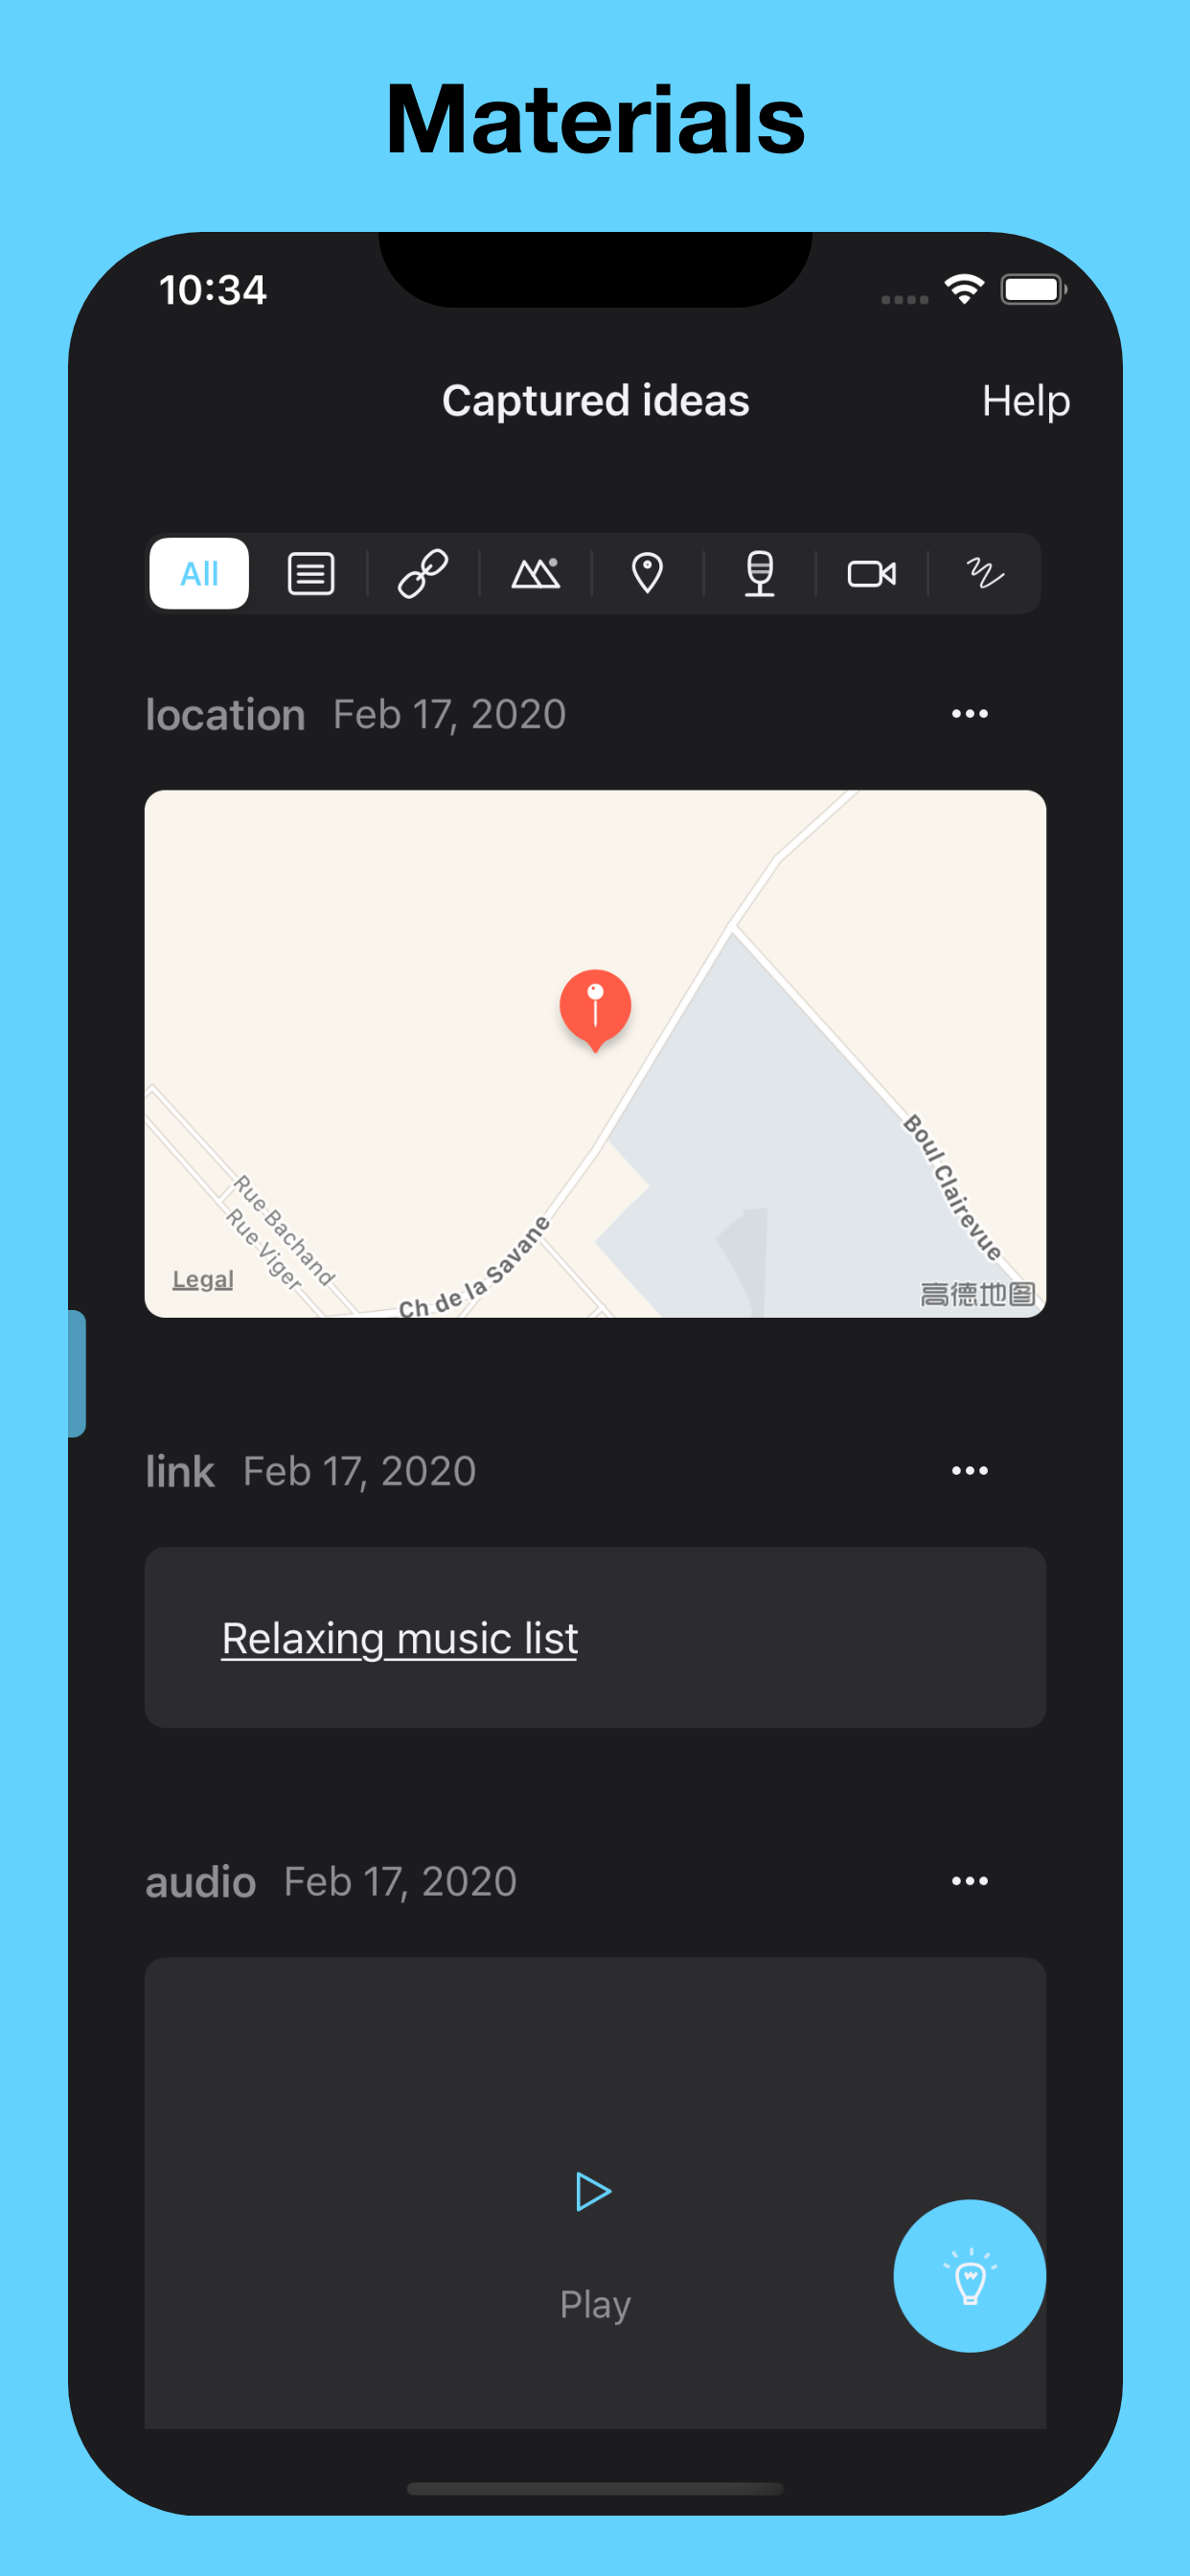 Materials
10:34
Captured ideas
Help
All
location Feb 17, 2020
Boul Clairevue
Rue Bachand
Rue Viger
Ch de la Savane
Legal
高德地图
link Feb 17, 2020
Relaxing music list
audio Feb 17, 2020
Play